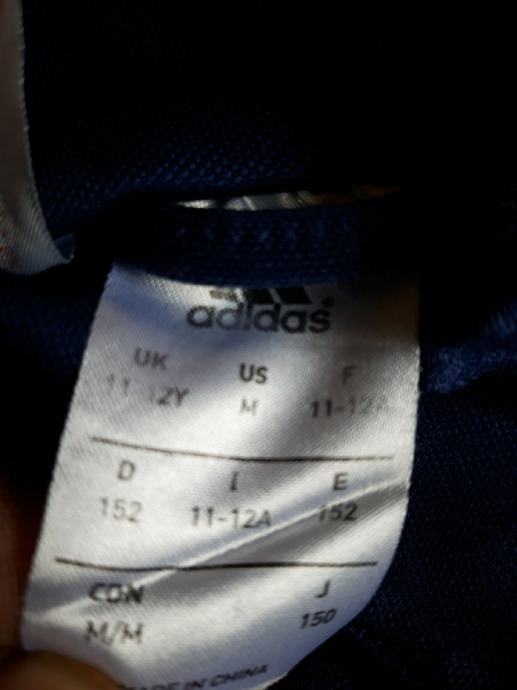 adidas
UK US F
11-12Y M 11-12A
D I E
152 11-12A 152
CDN J
M/M 150
MADE IN CHINA